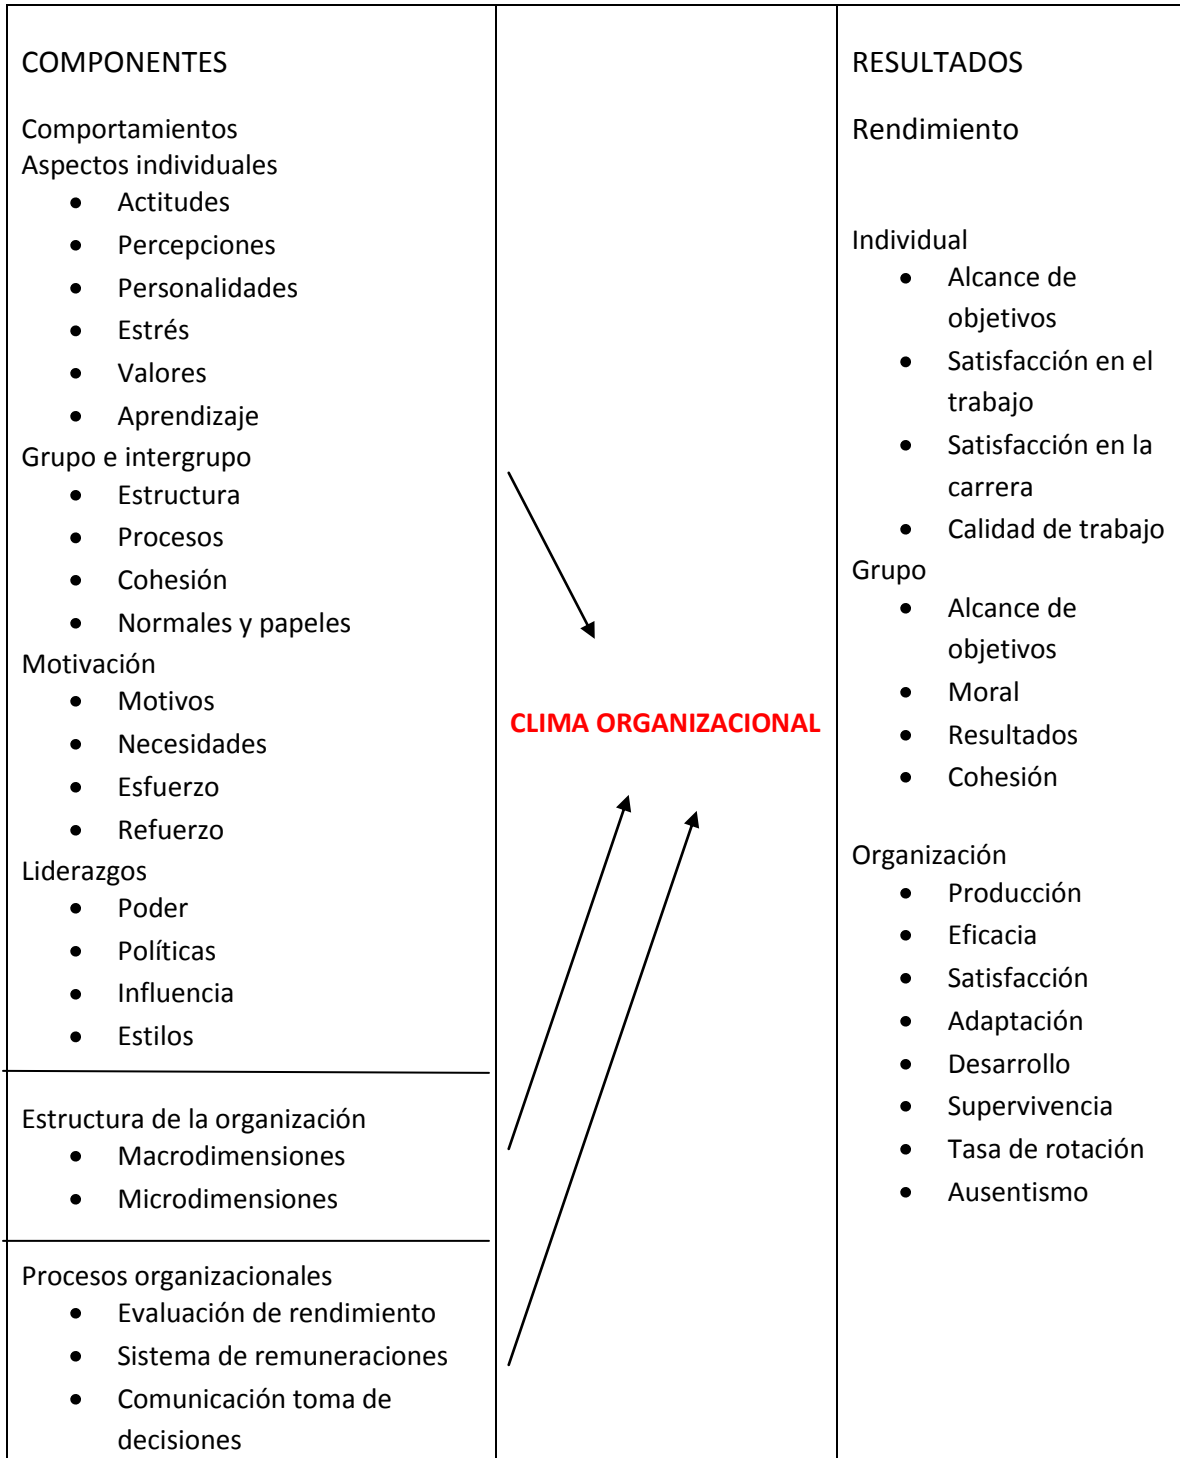 COMPONENTES
Comportamientos
Aspectos individuales
• Actitudes
• Percepciones
• Personalidades
• Estrés
• Valores
• Aprendizaje
Grupo e intergrupo
• Estructura
• Procesos
• Cohesión
• Normales y papeles
Motivación
• Motivos
• Necesidades
• Esfuerzo
• Refuerzo
Liderazgos
• Poder
• Políticas
• Influencia
• Estilos
Estructura de la organización
• Macrodimensiones
• Microdimensiones
Procesos organizacionales
• Evaluación de rendimiento
• Sistema de remuneraciones
• Comunicación toma de
decisiones
CLIMA ORGANIZACIONAL
RESULTADOS
Rendimiento
Individual
• Alcance de
objetivos
• Satisfacción en el
trabajo
• Satisfacción en la
carrera
• Calidad de trabajo
Grupo
• Alcance de
objetivos
• Moral
• Resultados
• Cohesión
Organización
• Producción
• Eficacia
• Satisfacción
• Adaptación
• Desarrollo
• Supervivencia
• Tasa de rotación
• Ausentismo